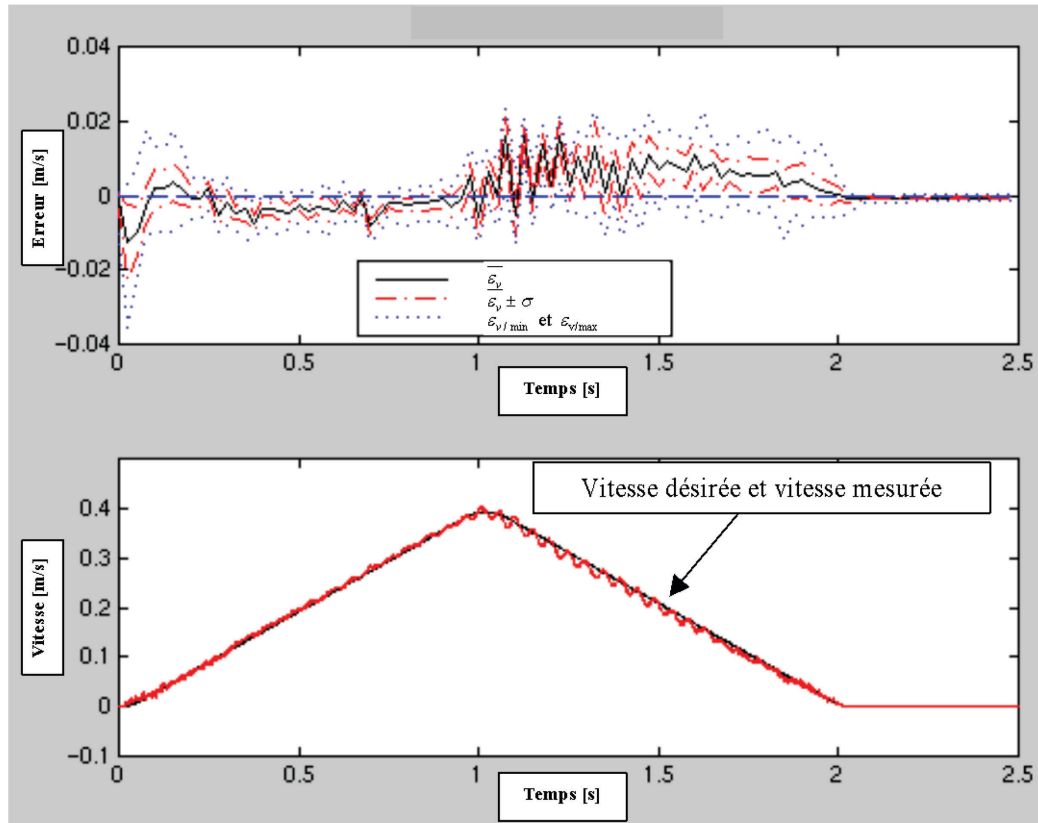 0.04
0.02
0
−0.02
−0.04
Erreur [m/s]
ε̅ᵥ
ε̅ᵥ ± σ
εᵥ/min et εᵥ/max
0 0.5 1 1.5 2 2.5
Temps [s]
Vitesse désirée et vitesse mesurée
0.4
0.3
0.2
0.1
0
−0.1
Vitesse [m/s]
0 0.5 1 1.5 2 2.5
Temps [s]